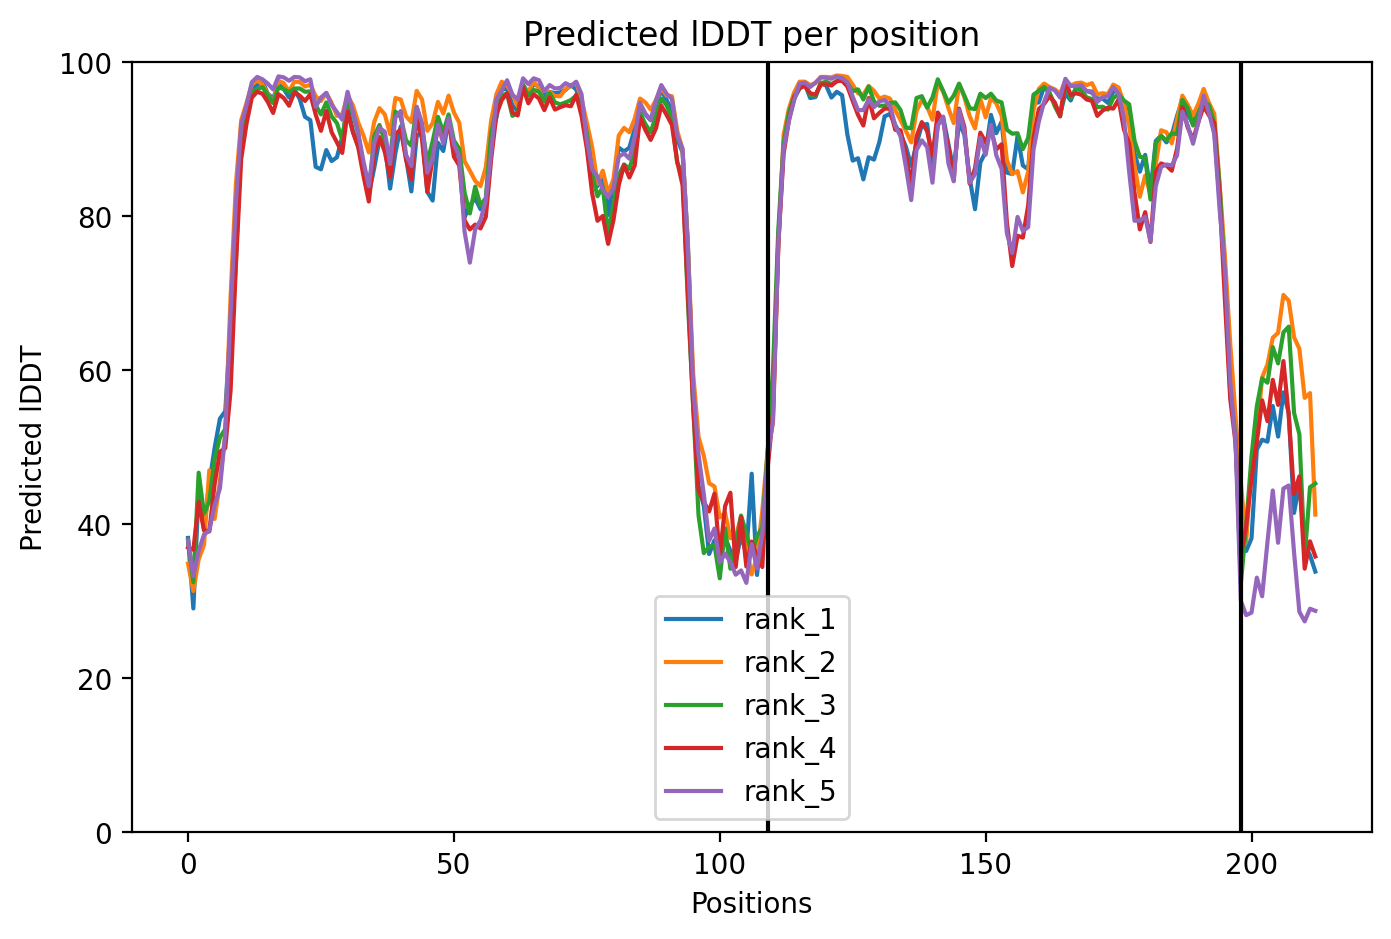 Predicted lDDT per position
Predicted lDDT
100
80
60
40
20
0
rank_1
rank_2
rank_3
rank_4
rank_5
0 50 100 150 200
Positions